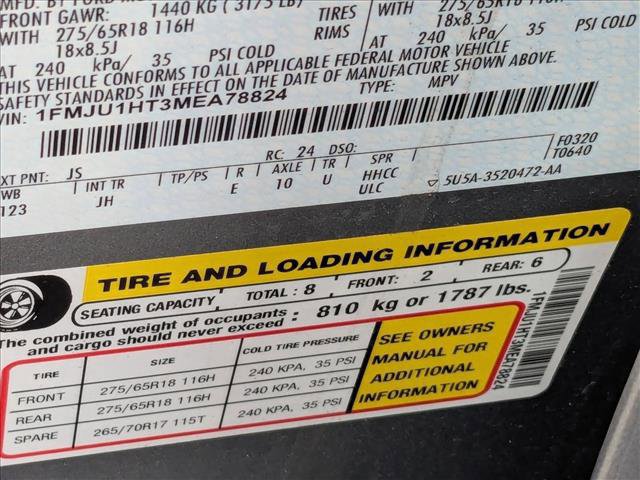 MFD. BY FORD
FRONT GAWR: 1440 KG ( 3175 LB)
WITH 275/65R18 116H TIRES 275/65R18
18x8.5J RIMS 18x8.5J
AT 240 kPa/ 35 PSI COLD AT 240 kPa/
THIS VEHICLE CONFORMS TO ALL APPLICABLE FEDERAL MOTOR VEHICLE
SAFETY STANDARDS IN EFFECT ON THE DATE OF MANUFACTURE
VIN: 1FMJU1HT3MEA78824 TYPE: MPV
F0320
RC: 24 DSO: T0640
EXT PNT: JS
WB INT TR TP/PS R AXLE TR SPR
123 JH E 10 U HHCC
ULC 5U5A-3520472-AA
TIRE AND LOADING INFORMATION
SEATING CAPACITY TOTAL : 8 FRONT: 2 REAR: 6
The combined weight of occupants
and cargo should never exceed : 810 kg or 1787 lbs.
TIRE SIZE COLD TIRE PRESSURE
FRONT 275/65R18 116H 240 KPA, 35 PSI
REAR 275/65R18 116H 240 KPA, 35 PSI
SPARE 265/70R17 115T 240 KPA, 35 PSI
SEE OWNERS
MANUAL FOR
ADDITIONAL
INFORMATION
1FMJU1HT3MEA78824